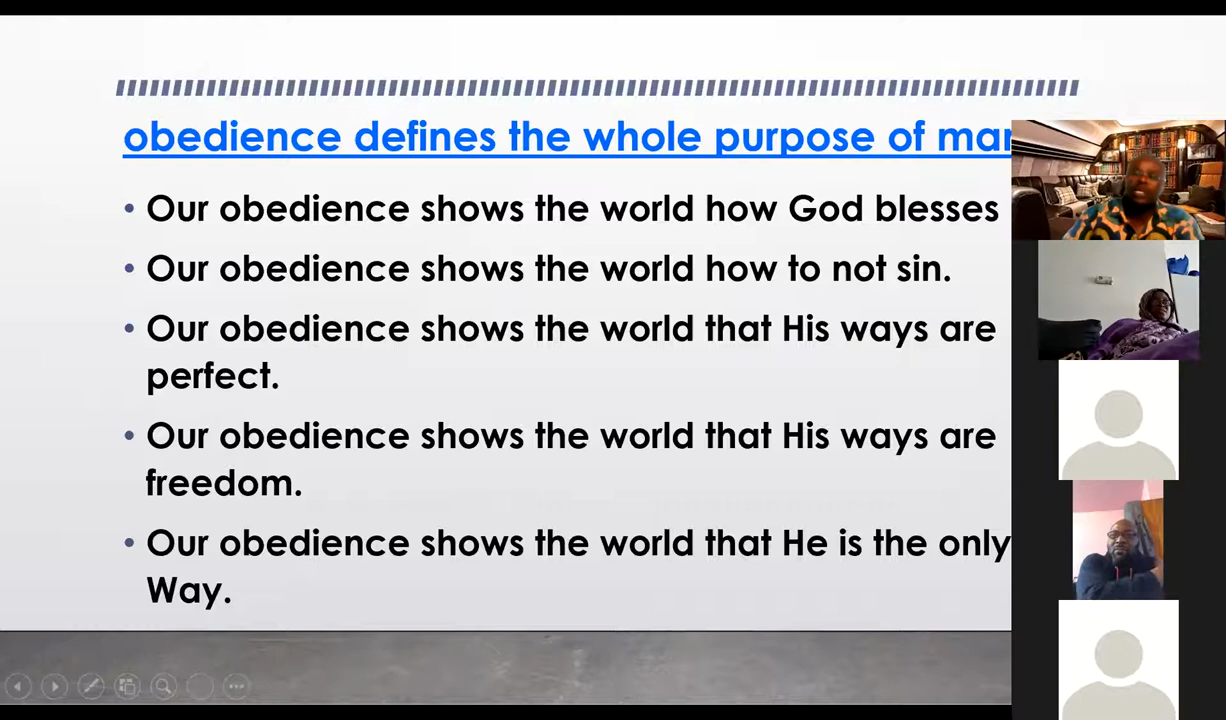 obedience defines the whole purpose of
• Our obedience shows the world how God blesses
• Our obedience shows the world how to not sin.
• Our obedience shows the world that His ways are
perfect.
• Our obedience shows the world that His ways are
freedom.
• Our obedience shows the world that He is the only
Way.